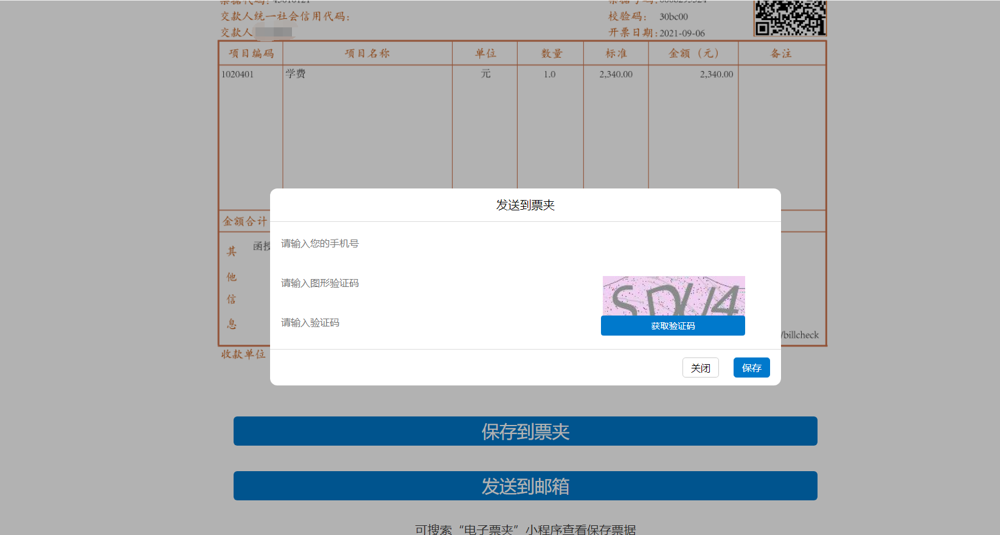 交款人统一社会信用代码:
校验码: 30bc00
交款人
开票日期:2021-09-06
项目编码 项目名称 单位 数量 标准 金额（元） 备注
1020401 学费 元 1.0 2,340.00 2,340.00
发送到票夹
金额合计
请输入您的手机号
函授
其
他
信
息
请输入图形验证码
请输入验证码
获取验证码
/billcheck
收款单位
关闭
保存
保存到票夹
发送到邮箱
可搜索“电子票夹”小程序查看保存票据